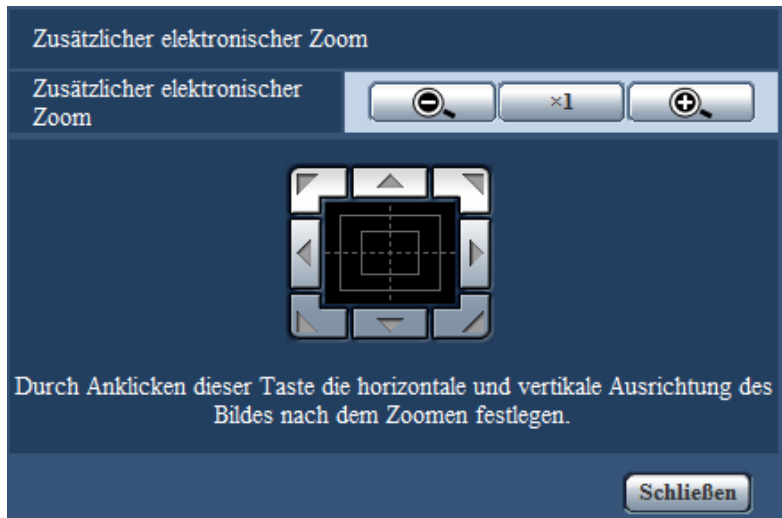 Zusätzlicher elektronischer Zoom
Zusätzlicher elektronischer
Zoom
×1
Durch Anklicken dieser Taste die horizontale und vertikale Ausrichtung des
Bildes nach dem Zoomen festlegen.
Schließen